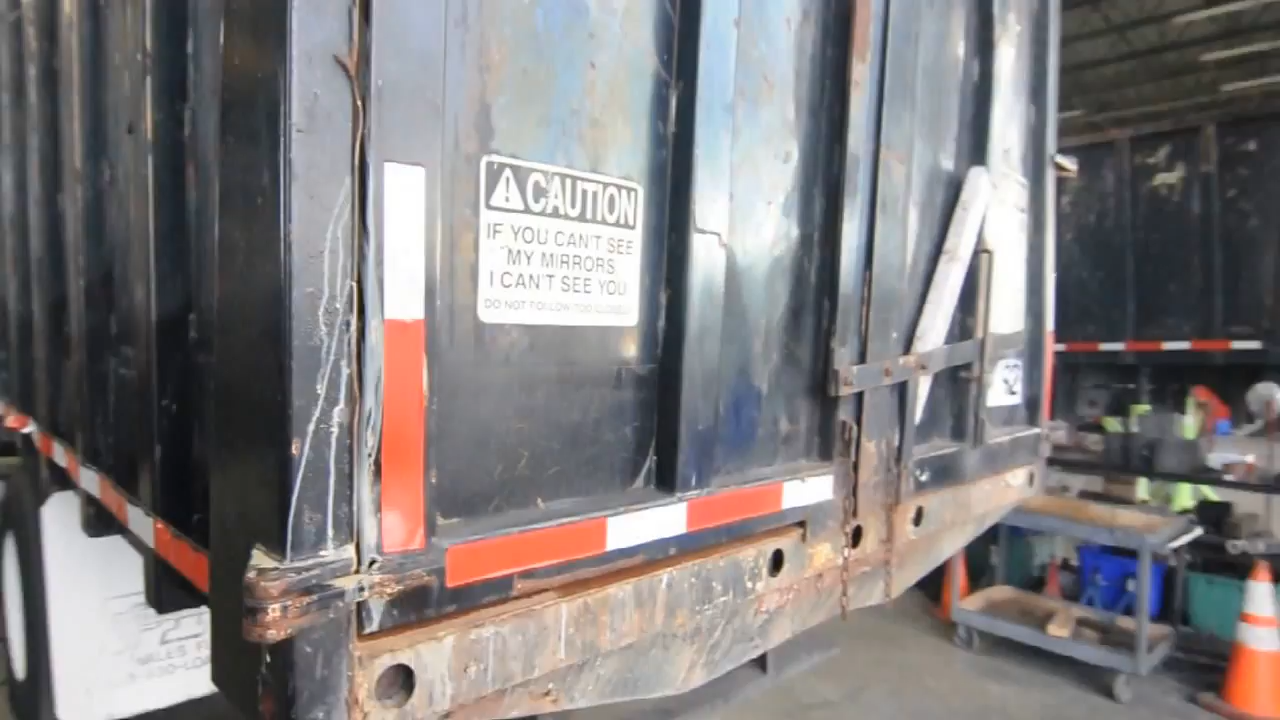 CAUTION
IF YOU CAN'T SEE
MY MIRRORS
I CAN'T SEE YOU
DO NOT FOLLOW TOO CLOSELY